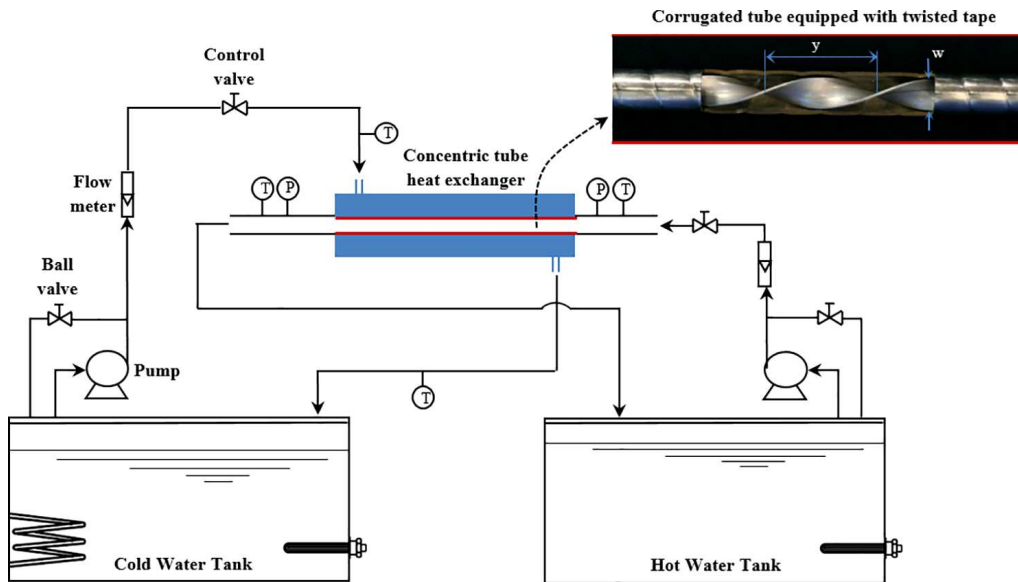 Corrugated tube equipped with twisted tape
y
w
Control
valve
T
Concentric tube
heat exchanger
Flow
meter
T
P
P
T
Ball
valve
Pump
T
Cold Water Tank
Hot Water Tank